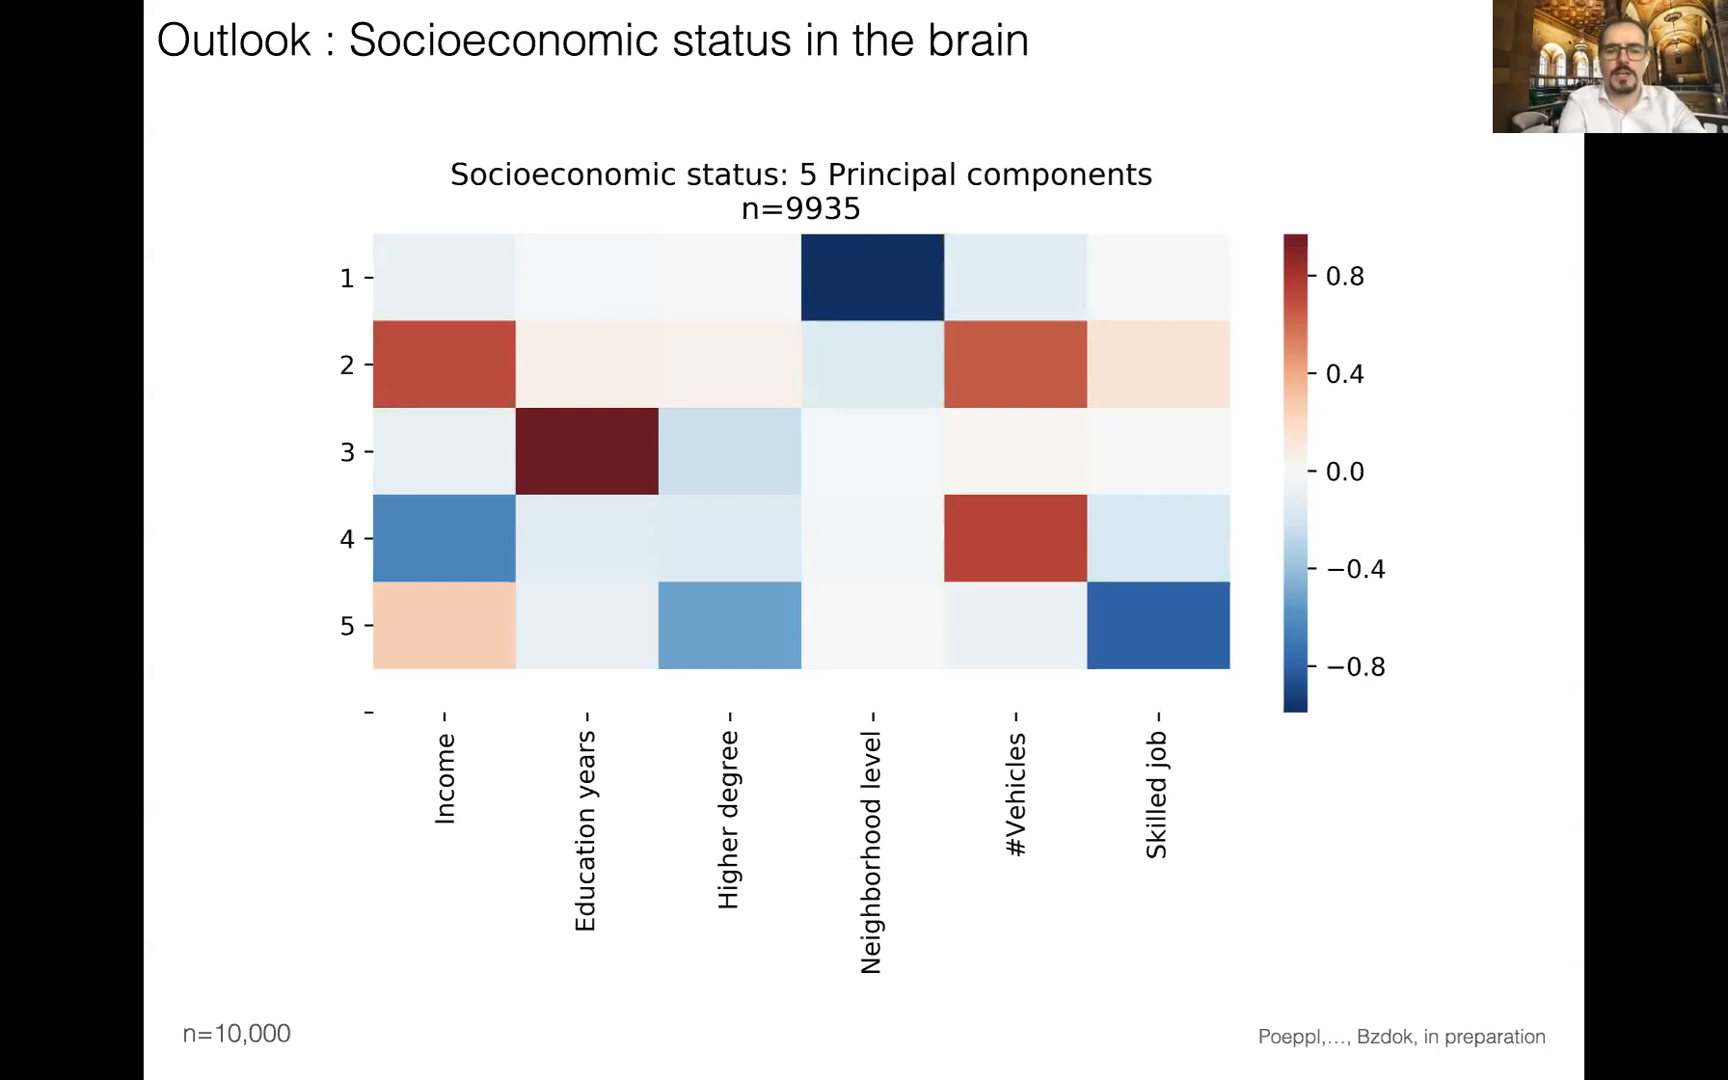 Outlook : Socioeconomic status in the brain
Socioeconomic status: 5 Principal components
n=9935
1
2
3
4
5
0.8
0.4
0.0
−0.4
−0.8
Income
Education years
Higher degree
Neighborhood level
#Vehicles
Skilled job
n=10,000
Poeppl,..., Bzdok, in preparation